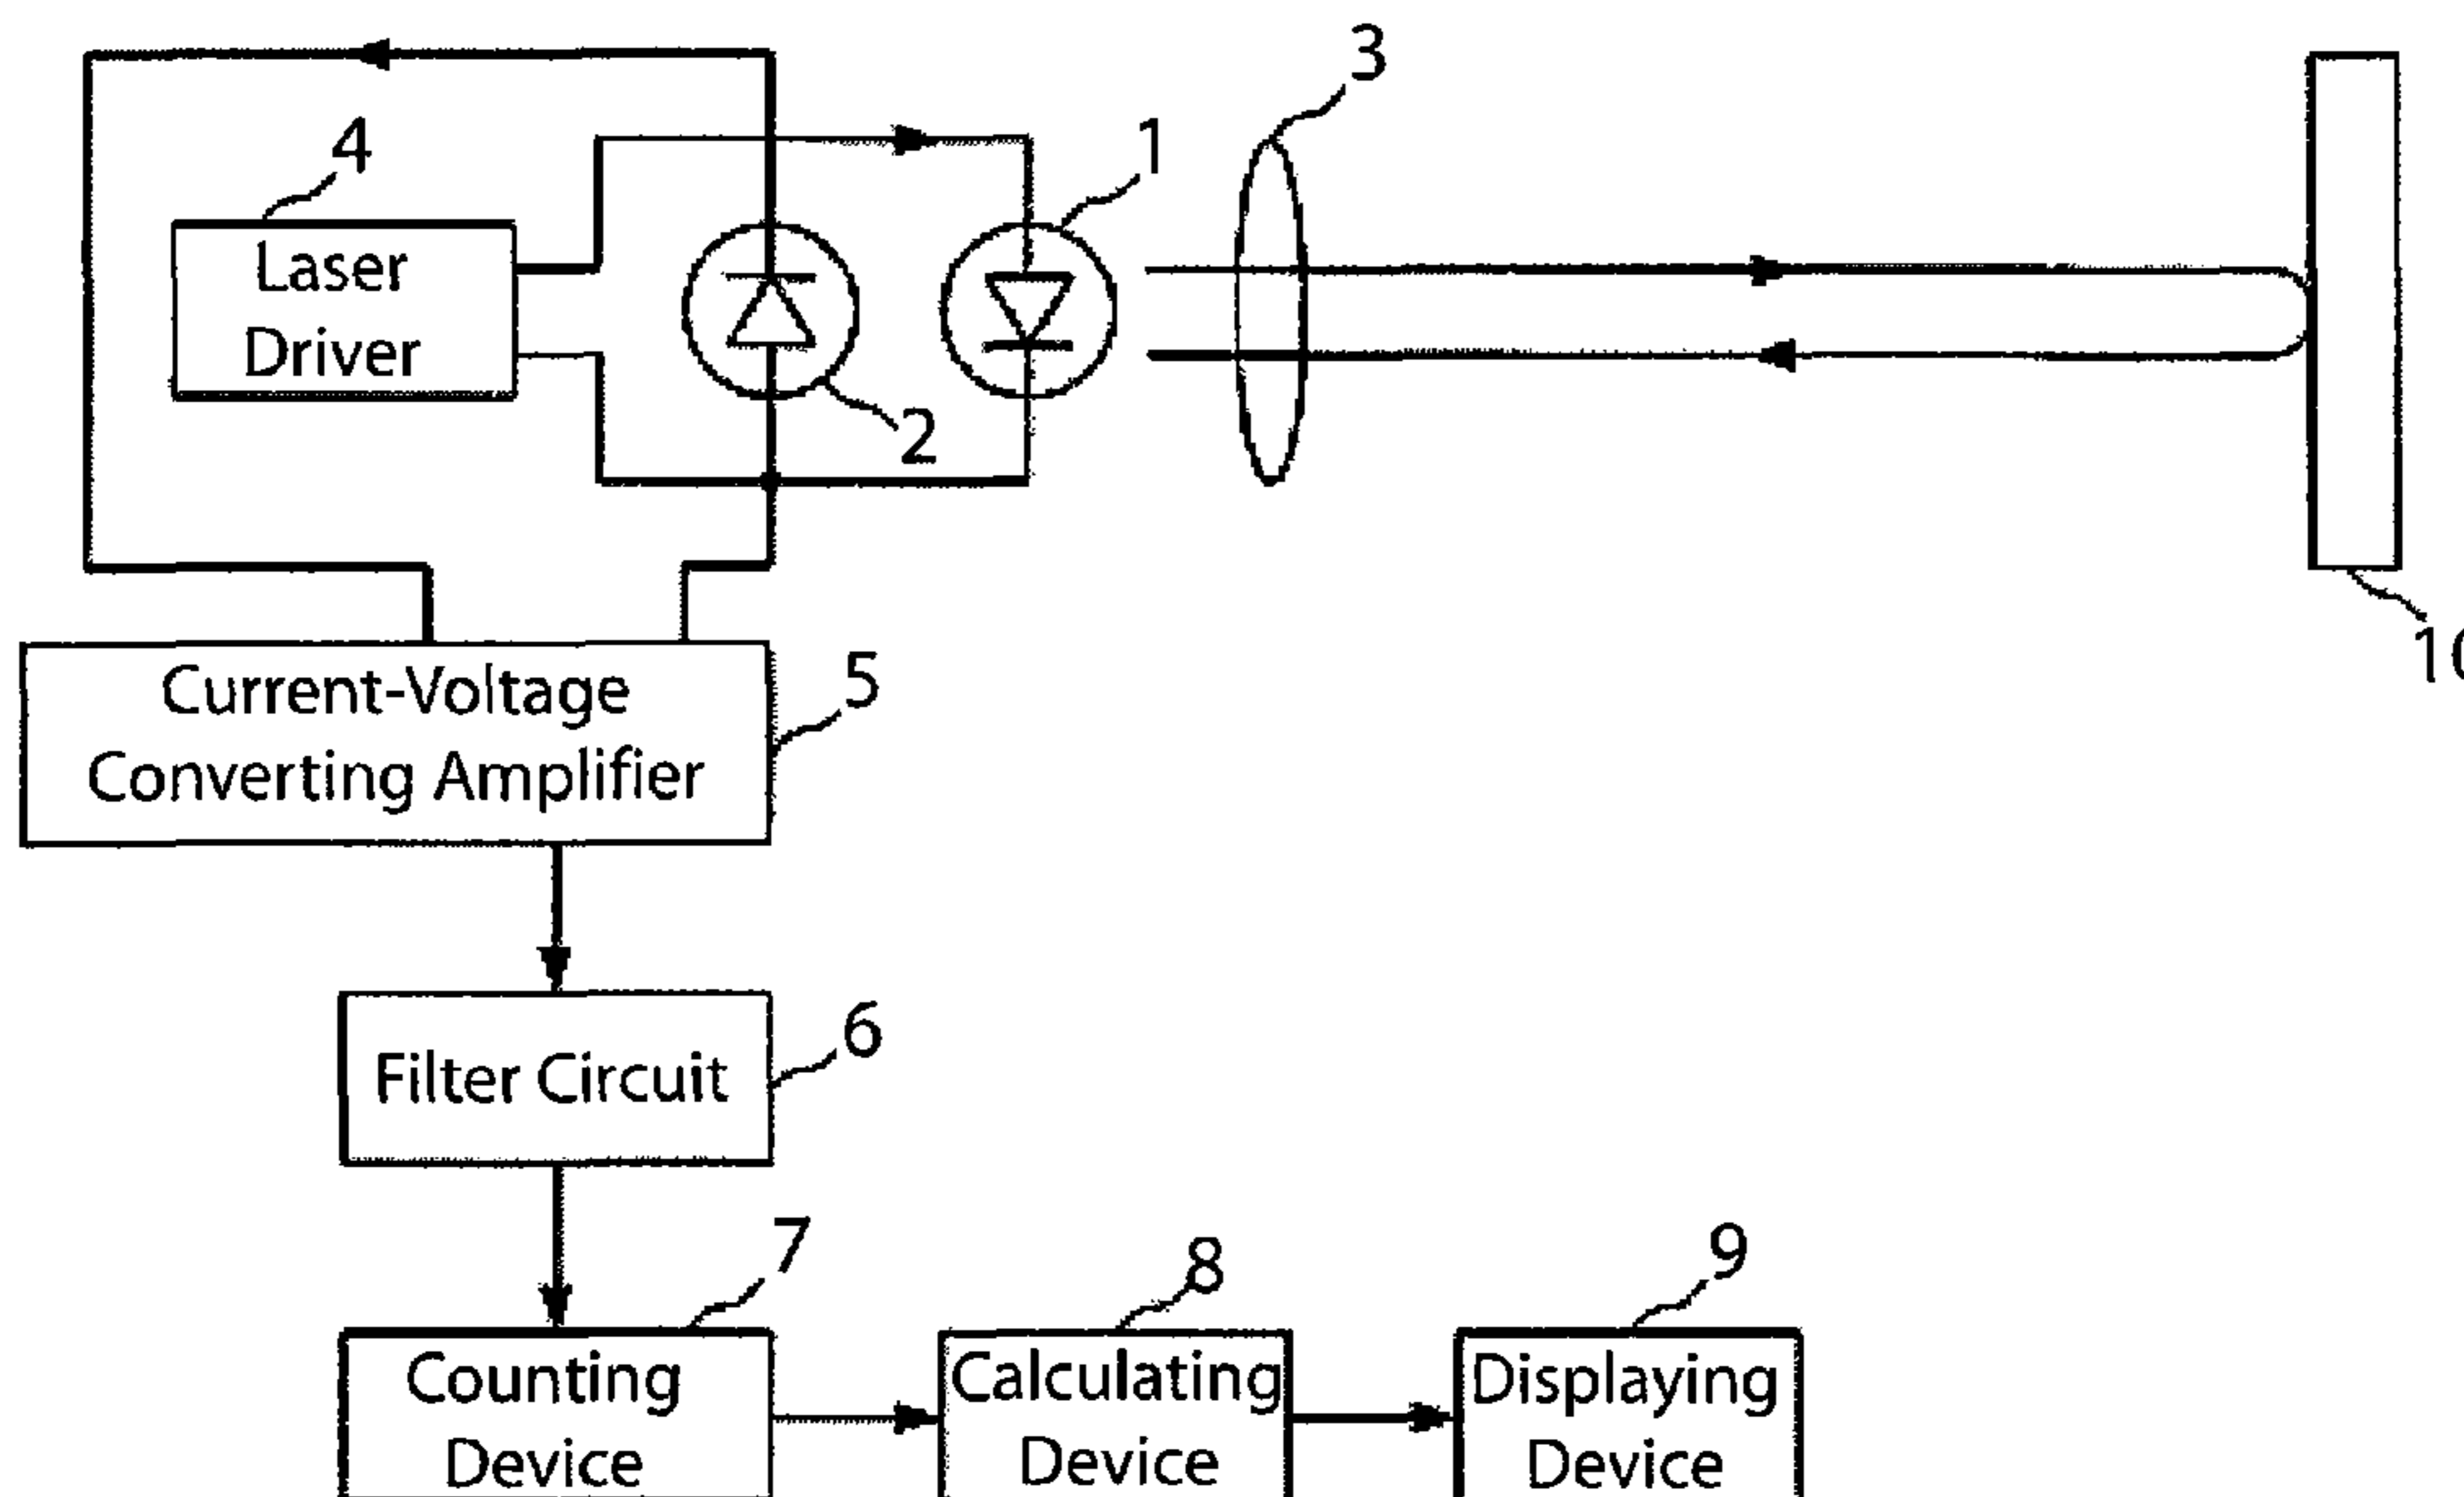 3
4
1
Laser
Driver
2
10
Current-Voltage
Converting Amplifier
5
6
Filter Circuit
7
8
9
Counting
Device
Calculating
Device
Displaying
Device